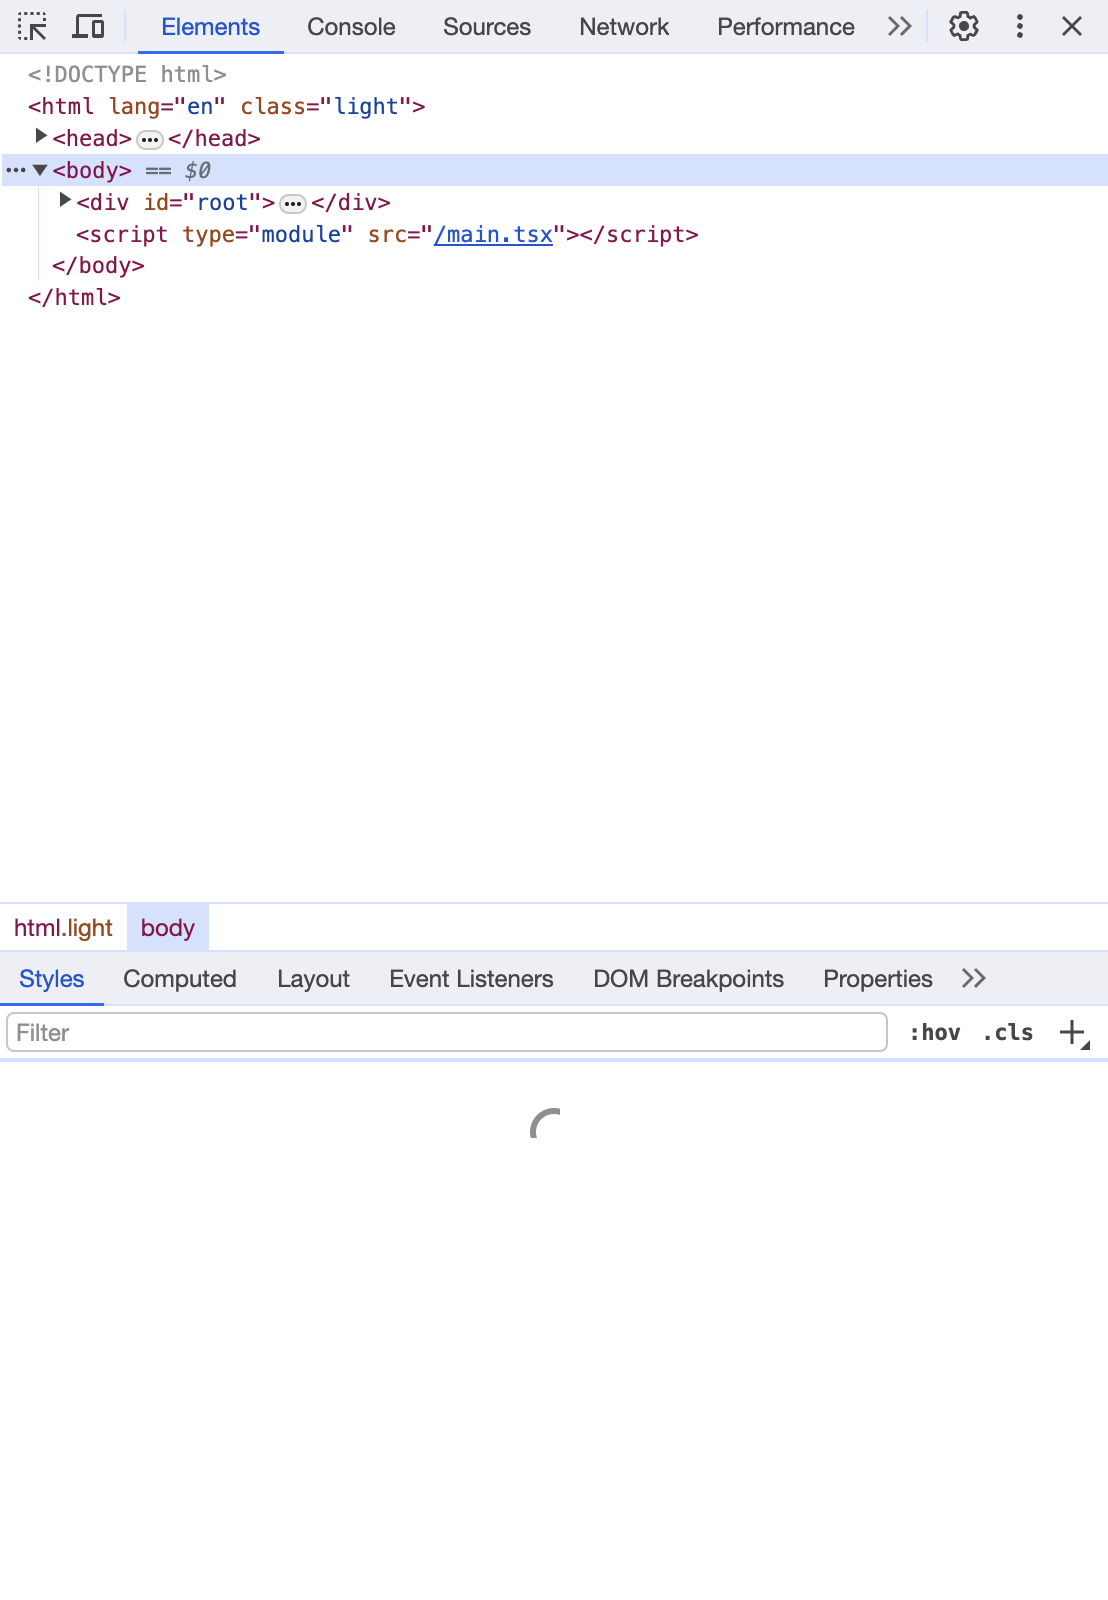 Elements Console Sources Network Performance
<!DOCTYPE html>
<html lang="en" class="light">
<head>…</head>
<body> == $0
<div id="root">…</div>
<script type="module" src="/main.tsx"></script>
</body>
</html>
html.light body
Styles Computed Layout Event Listeners DOM Breakpoints Properties
Filter :hov .cls